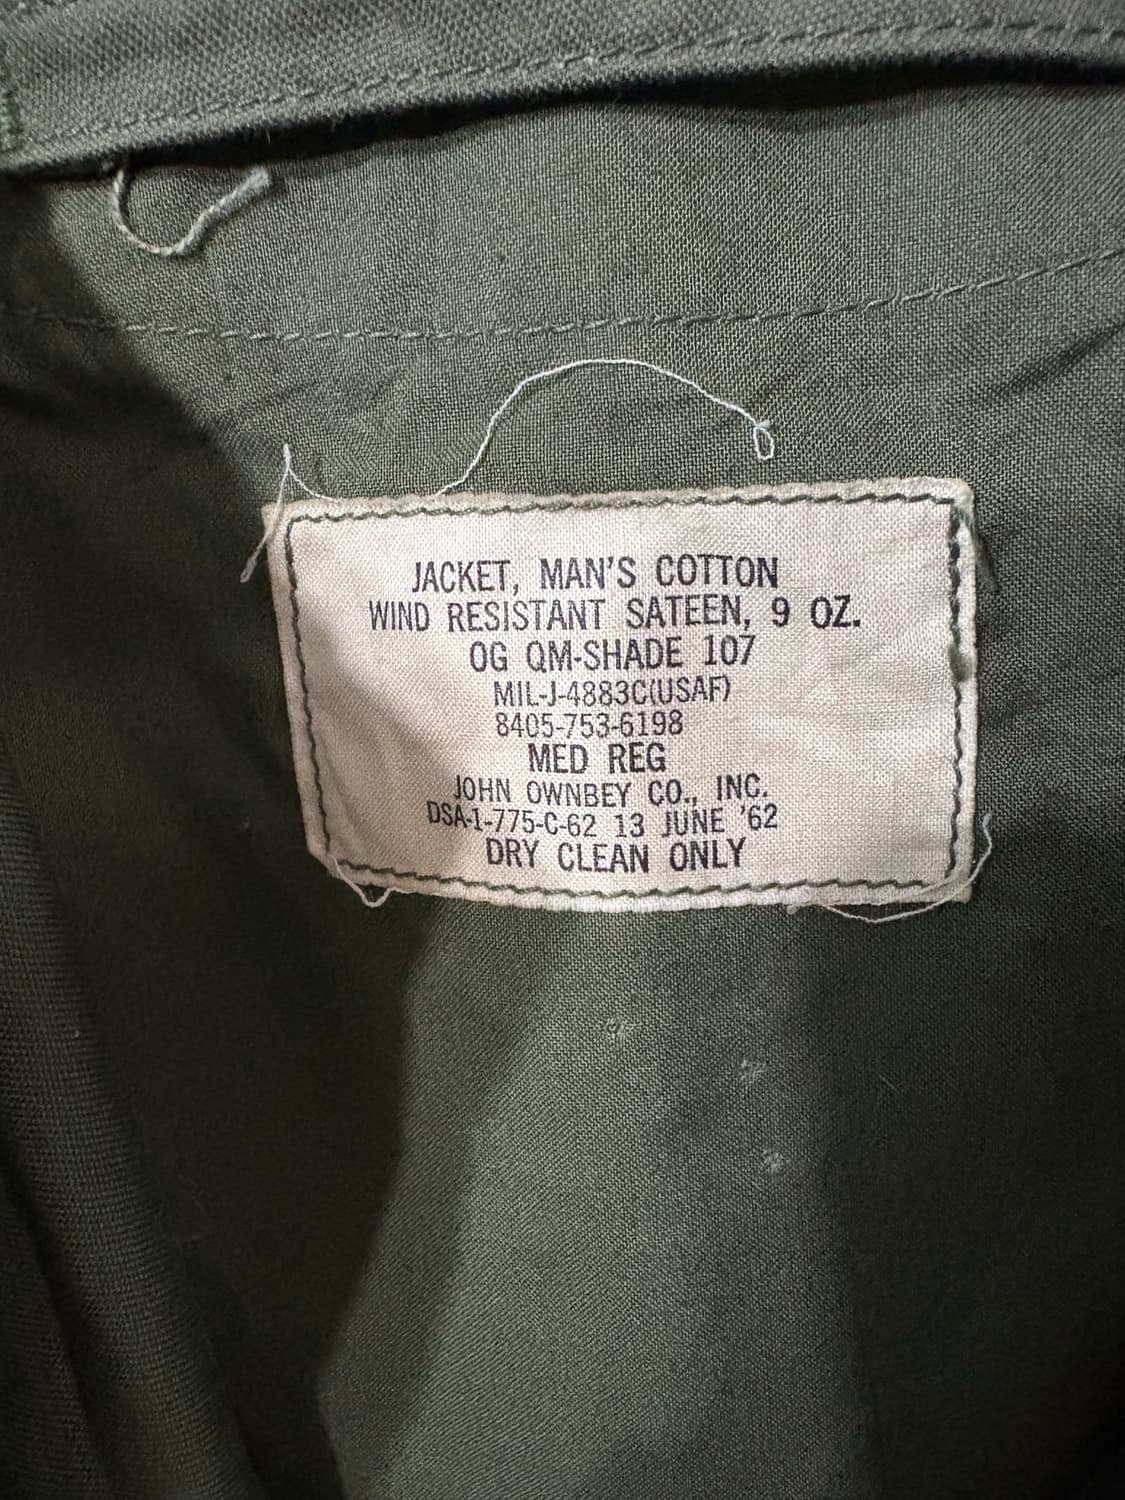 JACKET, MAN'S COTTON
WIND RESISTANT SATEEN, 9 OZ.
OG QM-SHADE 107
MIL-J-4883C(USAF)
8405-753-6198
MED REG
JOHN OWNBEY CO., INC.
DSA-1-775-C-62 13 JUNE '62
DRY CLEAN ONLY